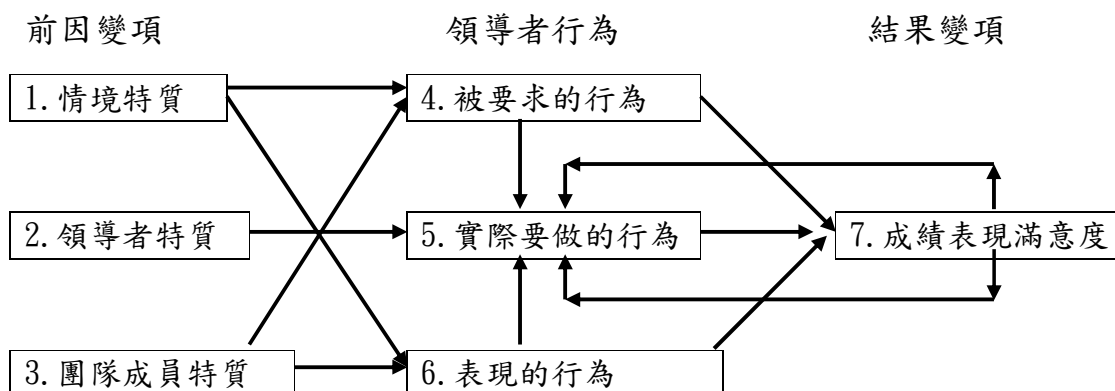 前因變項 領導者行為 結果變項
1.情境特質 4.被要求的行為
2.領導者特質 5.實際要做的行為 7.成績表現滿意度
3.團隊成員特質 6.表現的行為